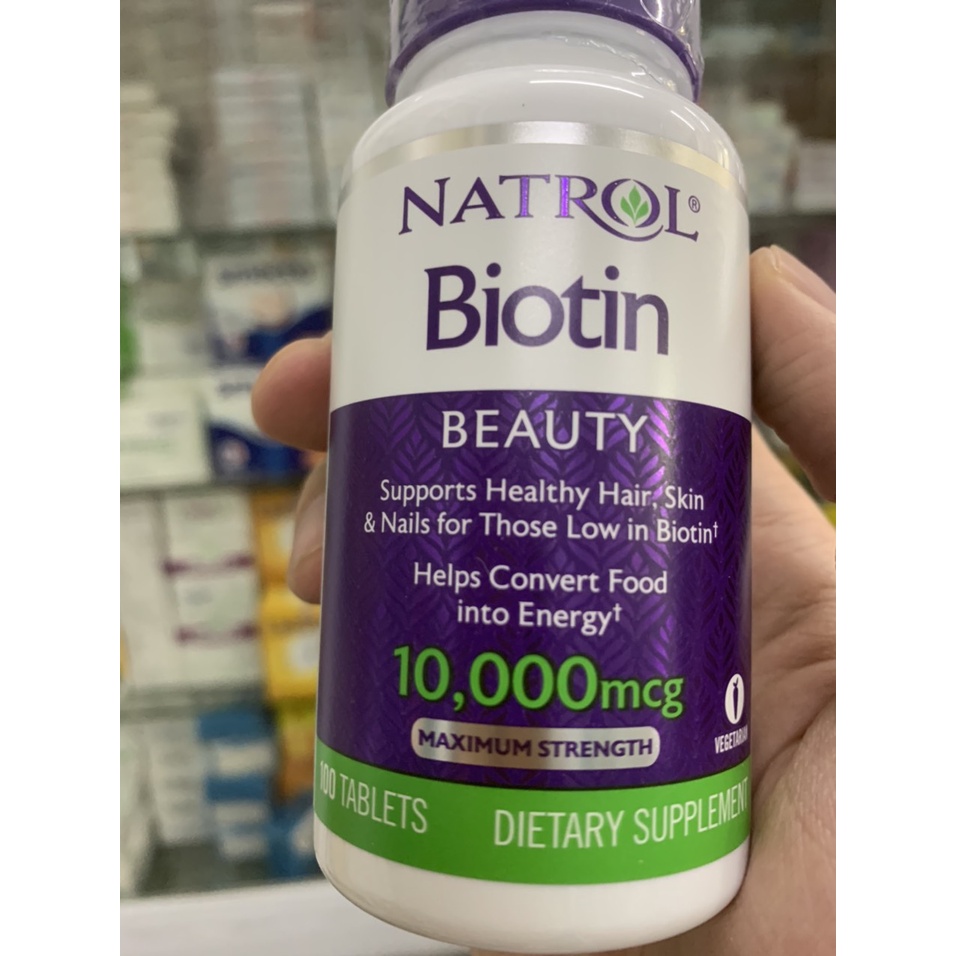 NATROL®
Biotin
BEAUTY
Supports Healthy Hair, Skin
& Nails for Those Low in Biotin†
Helps Convert Food
into Energy†
10,000mcg
MAXIMUM STRENGTH
VEGETARIAN
100 TABLETS
DIETARY SUPPLEMENT